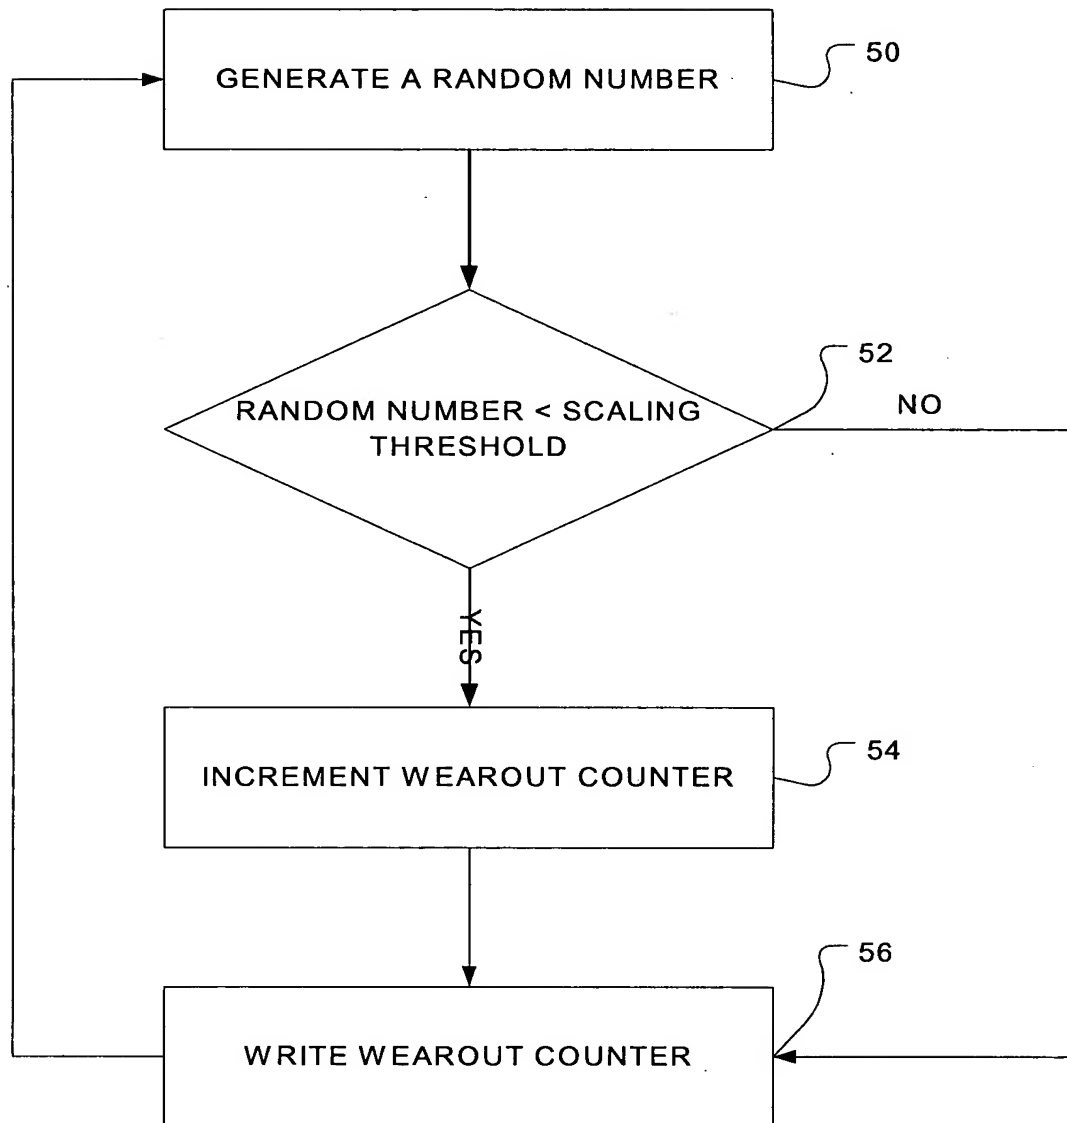 GENERATE A RANDOM NUMBER
50
RANDOM NUMBER < SCALING
THRESHOLD
52
NO
YES
INCREMENT WEAROUT COUNTER
54
WRITE WEAROUT COUNTER
56